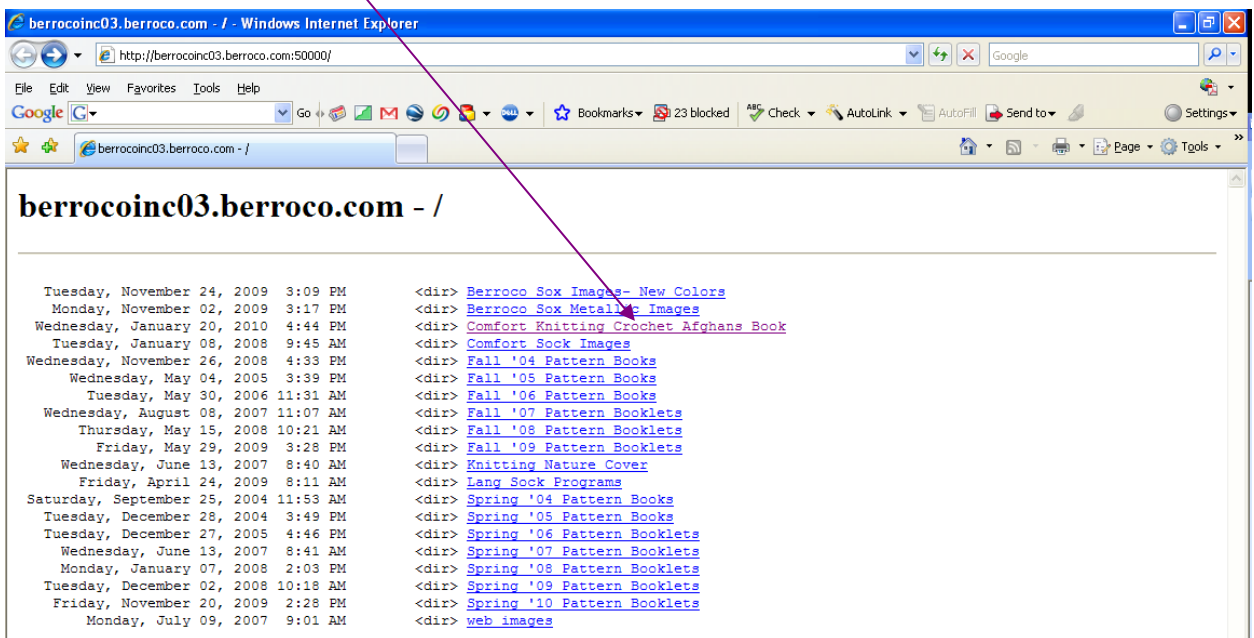 berrocoinc03.berroco.com - / - Windows Internet Explorer
http://berrocoinc03.berroco.com:50000/
Google
File Edit View Favorites Tools Help
Google G Go Bookmarks 23 blocked ABC Check AutoLink AutoFill Send to Settings
berrocoinc03.berroco.com - / Page Tools
berrocoinc03.berroco.com - /
Tuesday, November 24, 2009 3:09 PM <dir> Berroco Sox Images- New Colors
Monday, November 02, 2009 3:17 PM <dir> Berroco Sox Metallic Images
Wednesday, January 20, 2010 4:44 PM <dir> Comfort Knitting Crochet Afghans Book
Tuesday, January 08, 2008 9:45 AM <dir> Comfort Sock Images
Wednesday, November 26, 2008 4:33 PM <dir> Fall '04 Pattern Books
Wednesday, May 04, 2005 3:39 PM <dir> Fall '05 Pattern Books
Tuesday, May 30, 2006 11:31 AM <dir> Fall '06 Pattern Books
Wednesday, August 08, 2007 11:07 AM <dir> Fall '07 Pattern Booklets
Thursday, May 15, 2008 10:21 AM <dir> Fall '08 Pattern Booklets
Friday, May 29, 2009 3:28 PM <dir> Fall '09 Pattern Booklets
Wednesday, June 13, 2007 8:40 AM <dir> Knitting Nature Cover
Friday, April 24, 2009 8:11 AM <dir> Lang Sock Programs
Saturday, September 25, 2004 11:53 AM <dir> Spring '04 Pattern Books
Tuesday, December 28, 2004 3:49 PM <dir> Spring '05 Pattern Books
Tuesday, December 27, 2005 4:46 PM <dir> Spring '06 Pattern Booklets
Wednesday, June 13, 2007 8:41 AM <dir> Spring '07 Pattern Booklets
Monday, January 07, 2008 2:03 PM <dir> Spring '08 Pattern Booklets
Tuesday, December 02, 2008 10:18 AM <dir> Spring '09 Pattern Booklets
Friday, November 20, 2009 2:28 PM <dir> Spring '10 Pattern Booklets
Monday, July 09, 2007 9:01 AM <dir> web images